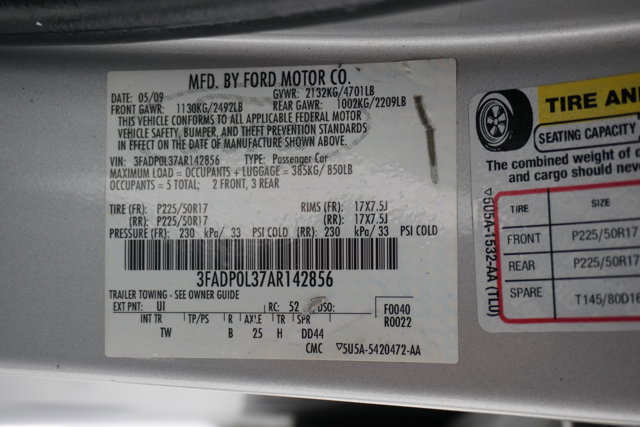 MFD. BY FORD MOTOR CO.
DATE: 05/09 GVWR: 2132KG/4701LB
FRONT GAWR: 1130KG/2492LB REAR GAWR: 1002KG/2209LB
THIS VEHICLE CONFORMS TO ALL APPLICABLE FEDERAL MOTOR
VEHICLE SAFETY, BUMPER, AND THEFT PREVENTION STANDARDS
IN EFFECT ON THE DATE OF MANUFACTURE SHOWN ABOVE.
VIN: 3FADP0L37AR142856 TYPE: Passenger Car
MAXIMUM LOAD = OCCUPANTS + LUGGAGE = 385KG/850LB
OCCUPANTS = 5 TOTAL; 2 FRONT, 3 REAR
TIRE (FR): P225/50R17 RIMS (FR): 17X7.5J
(RR): P225/50R17 (RR): 17X7.5J
PRESSURE (FR): 230 kPa/ 33 PSI COLD (RR): 230 kPa/ 33 PSI COLD
3FADP0L37AR142856
TRAILER TOWING - SEE OWNER GUIDE
EXT PNT: UI RC: 52 DSO: F0040
INT TR TP/PS R AXLE TR SPR R0022
TW B 25 H DD44
CMC ▽5U5A-5420472-AA
TIRE AN
SEATING CAPACITY
The combined weight of
and cargo should neve
TIRE SIZE
FRONT P225/50R17
REAR P225/50R17
SPARE T145/80D16
▽5U5A-1532-AA (TLU)